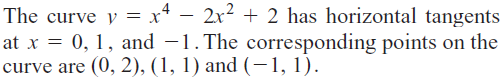 The curve y = x⁴ − 2x² + 2 has horizontal tangents
at x = 0, 1, and −1. The corresponding points on the
curve are (0, 2), (1, 1) and (−1, 1).